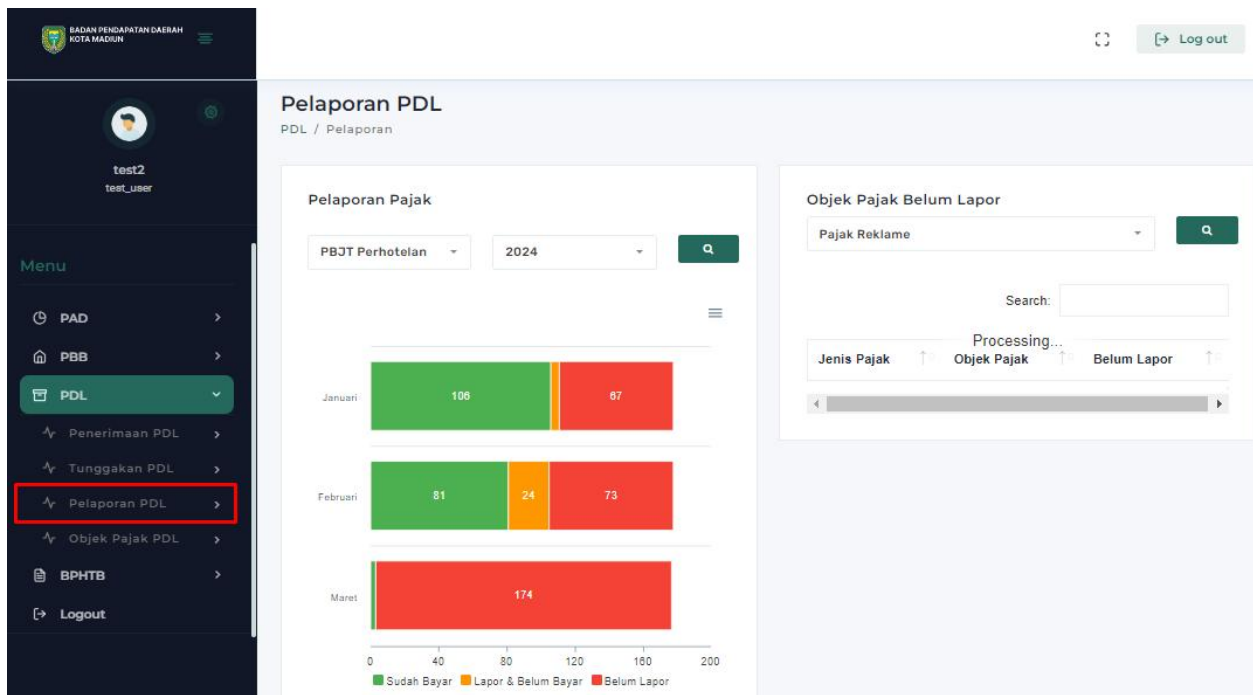 BADAN PENDAPATAN DAERAH
KOTA MADIUN
Log out
test2
test_user
Menu
PAD
PBB
PDL
Penerimaan PDL
Tunggakan PDL
Pelaporan PDL
Objek Pajak PDL
BPHTB
Logout
Pelaporan PDL
PDL / Pelaporan
Pelaporan Pajak
PBJT Perhotelan
2024
Januari
106
67
Februari
81
24
73
Maret
174
0
40
80
120
160
200
Sudah Bayar
Lapor & Belum Bayar
Belum Lapor
Objek Pajak Belum Lapor
Pajak Reklame
Search:
Processing...
Jenis Pajak
Objek Pajak
Belum Lapor